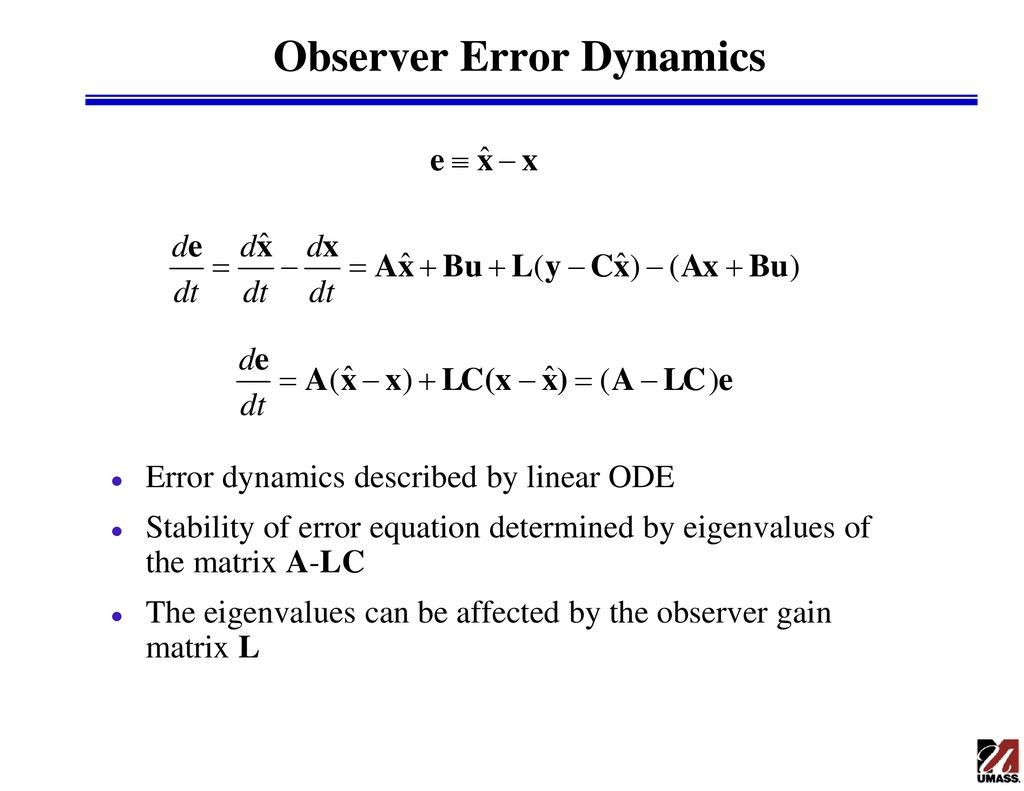 Observer Error Dynamics
e ≡ x̂ − x
de/dt = dx̂/dt − dx/dt = Ax̂ + Bu + L(y − Cx̂) − (Ax + Bu)
de/dt = A(x̂ − x) + LC(x − x̂) = (A − LC)e
● Error dynamics described by linear ODE
● Stability of error equation determined by eigenvalues of
the matrix A-LC
● The eigenvalues can be affected by the observer gain
matrix L
UMASS.